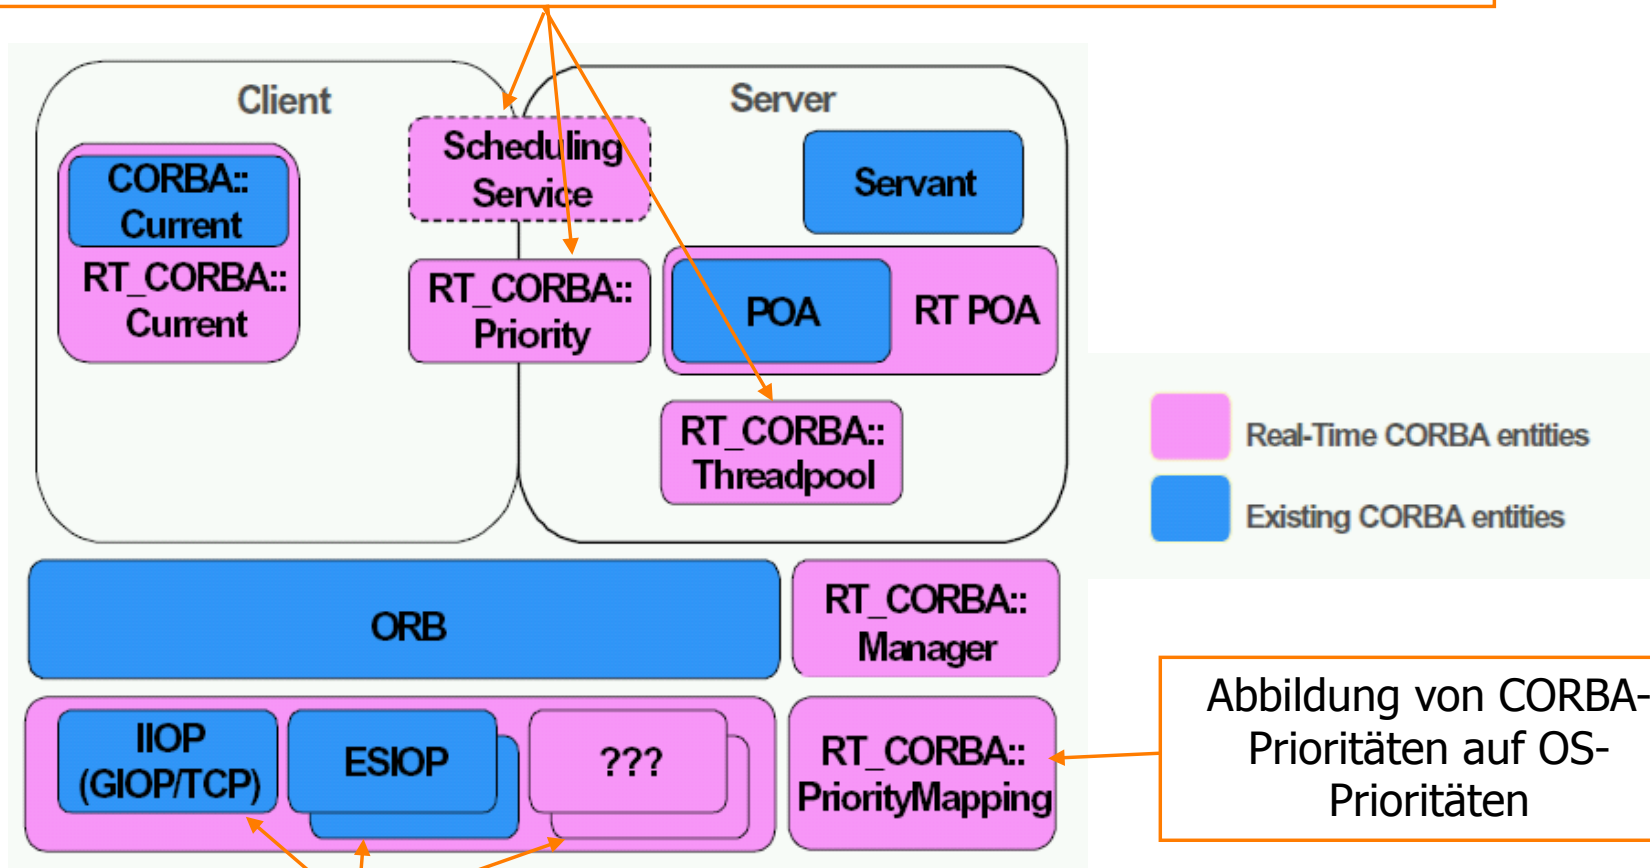 Client
Server
CORBA::
Current
RT_CORBA::
Current
Scheduling
Service
RT_CORBA::
Priority
Servant
POA
RT POA
RT_CORBA::
Threadpool
Real-Time CORBA entities
Existing CORBA entities
ORB
RT_CORBA::
Manager
IIOP
(GIOP/TCP)
ESIOP
???
RT_CORBA::
PriorityMapping
Abbildung von CORBA-
Prioritäten auf OS-
Prioritäten